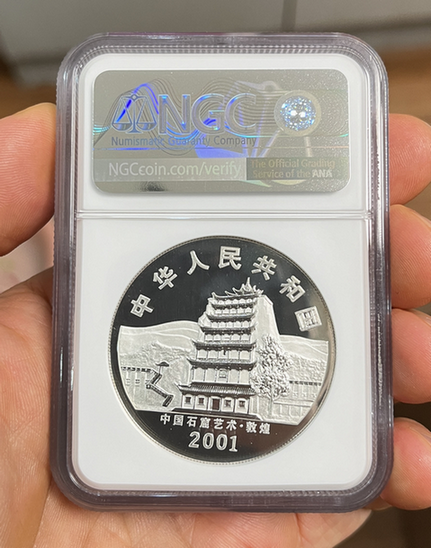 NGC
Numismatic Guaranty Company
NGCcoin.com/verify
The Official Grading
Service of the ANA
中华人民共和国
中国石窟艺术·敦煌
2001